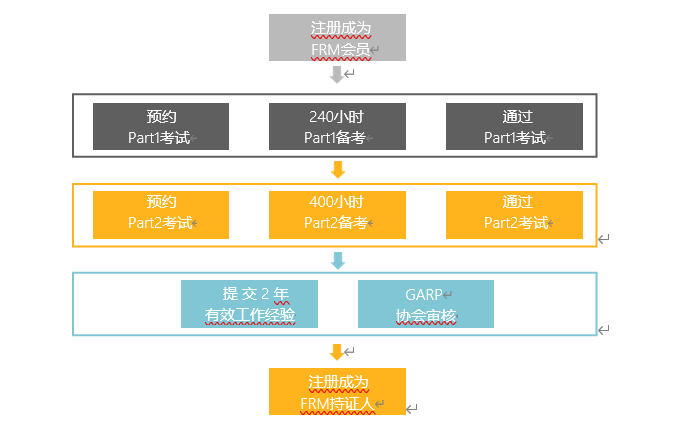 注册成为
FRM会员
预约
Part1考试
240小时
Part1备考
通过
Part1考试
预约
Part2考试
400小时
Part2备考
通过
Part2考试
提 交 2 年
有效工作经验
GARP
协会审核
注册成为
FRM持证人